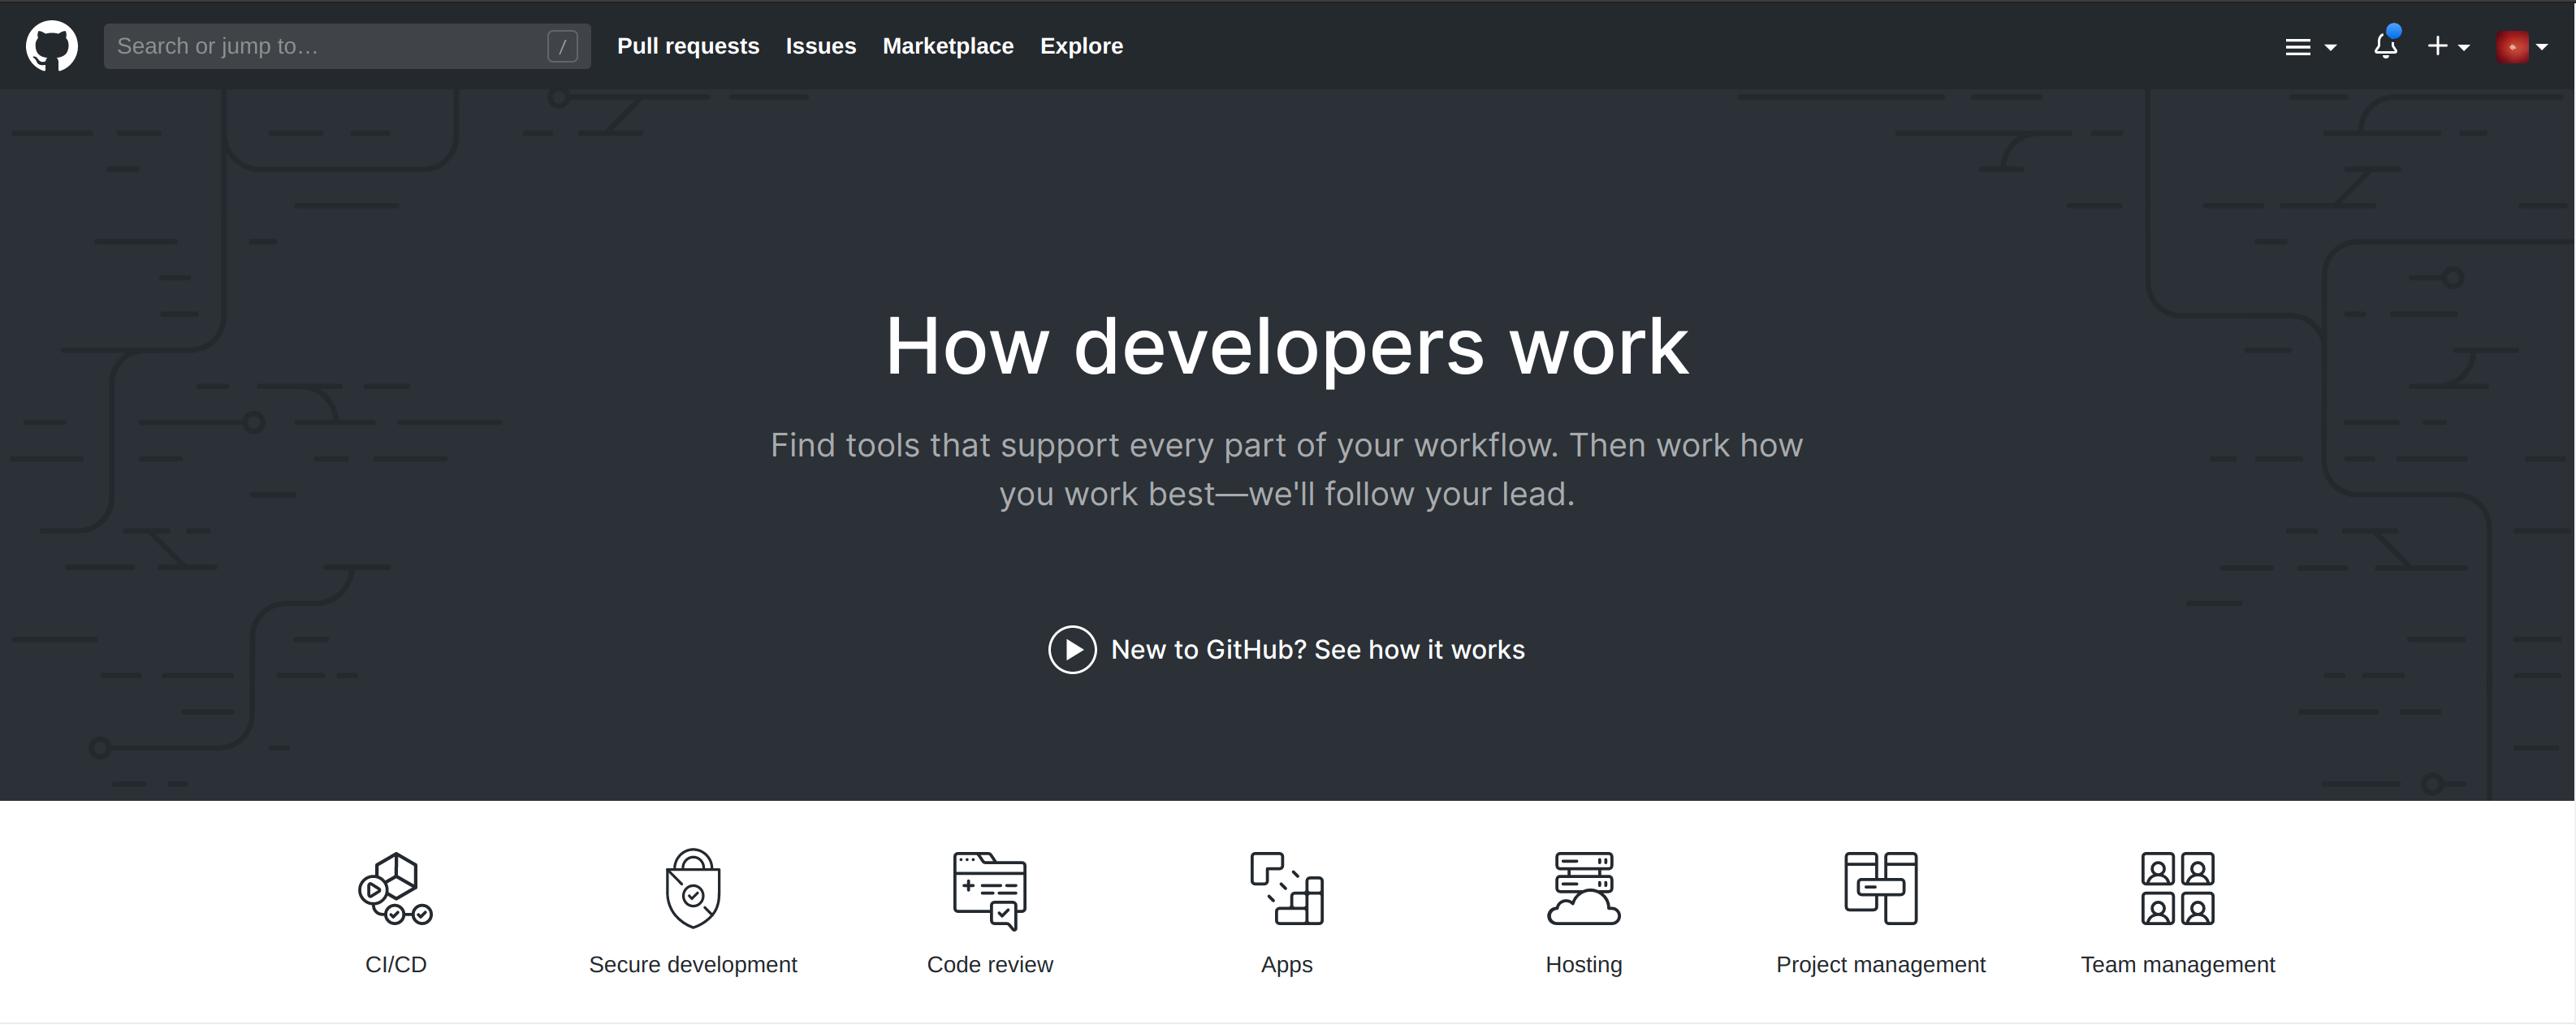 Search or jump to…
/
Pull requests
Issues
Marketplace
Explore
How developers work
Find tools that support every part of your workflow. Then work how
you work best—we'll follow your lead.
New to GitHub? See how it works
CI/CD
Secure development
Code review
Apps
Hosting
Project management
Team management